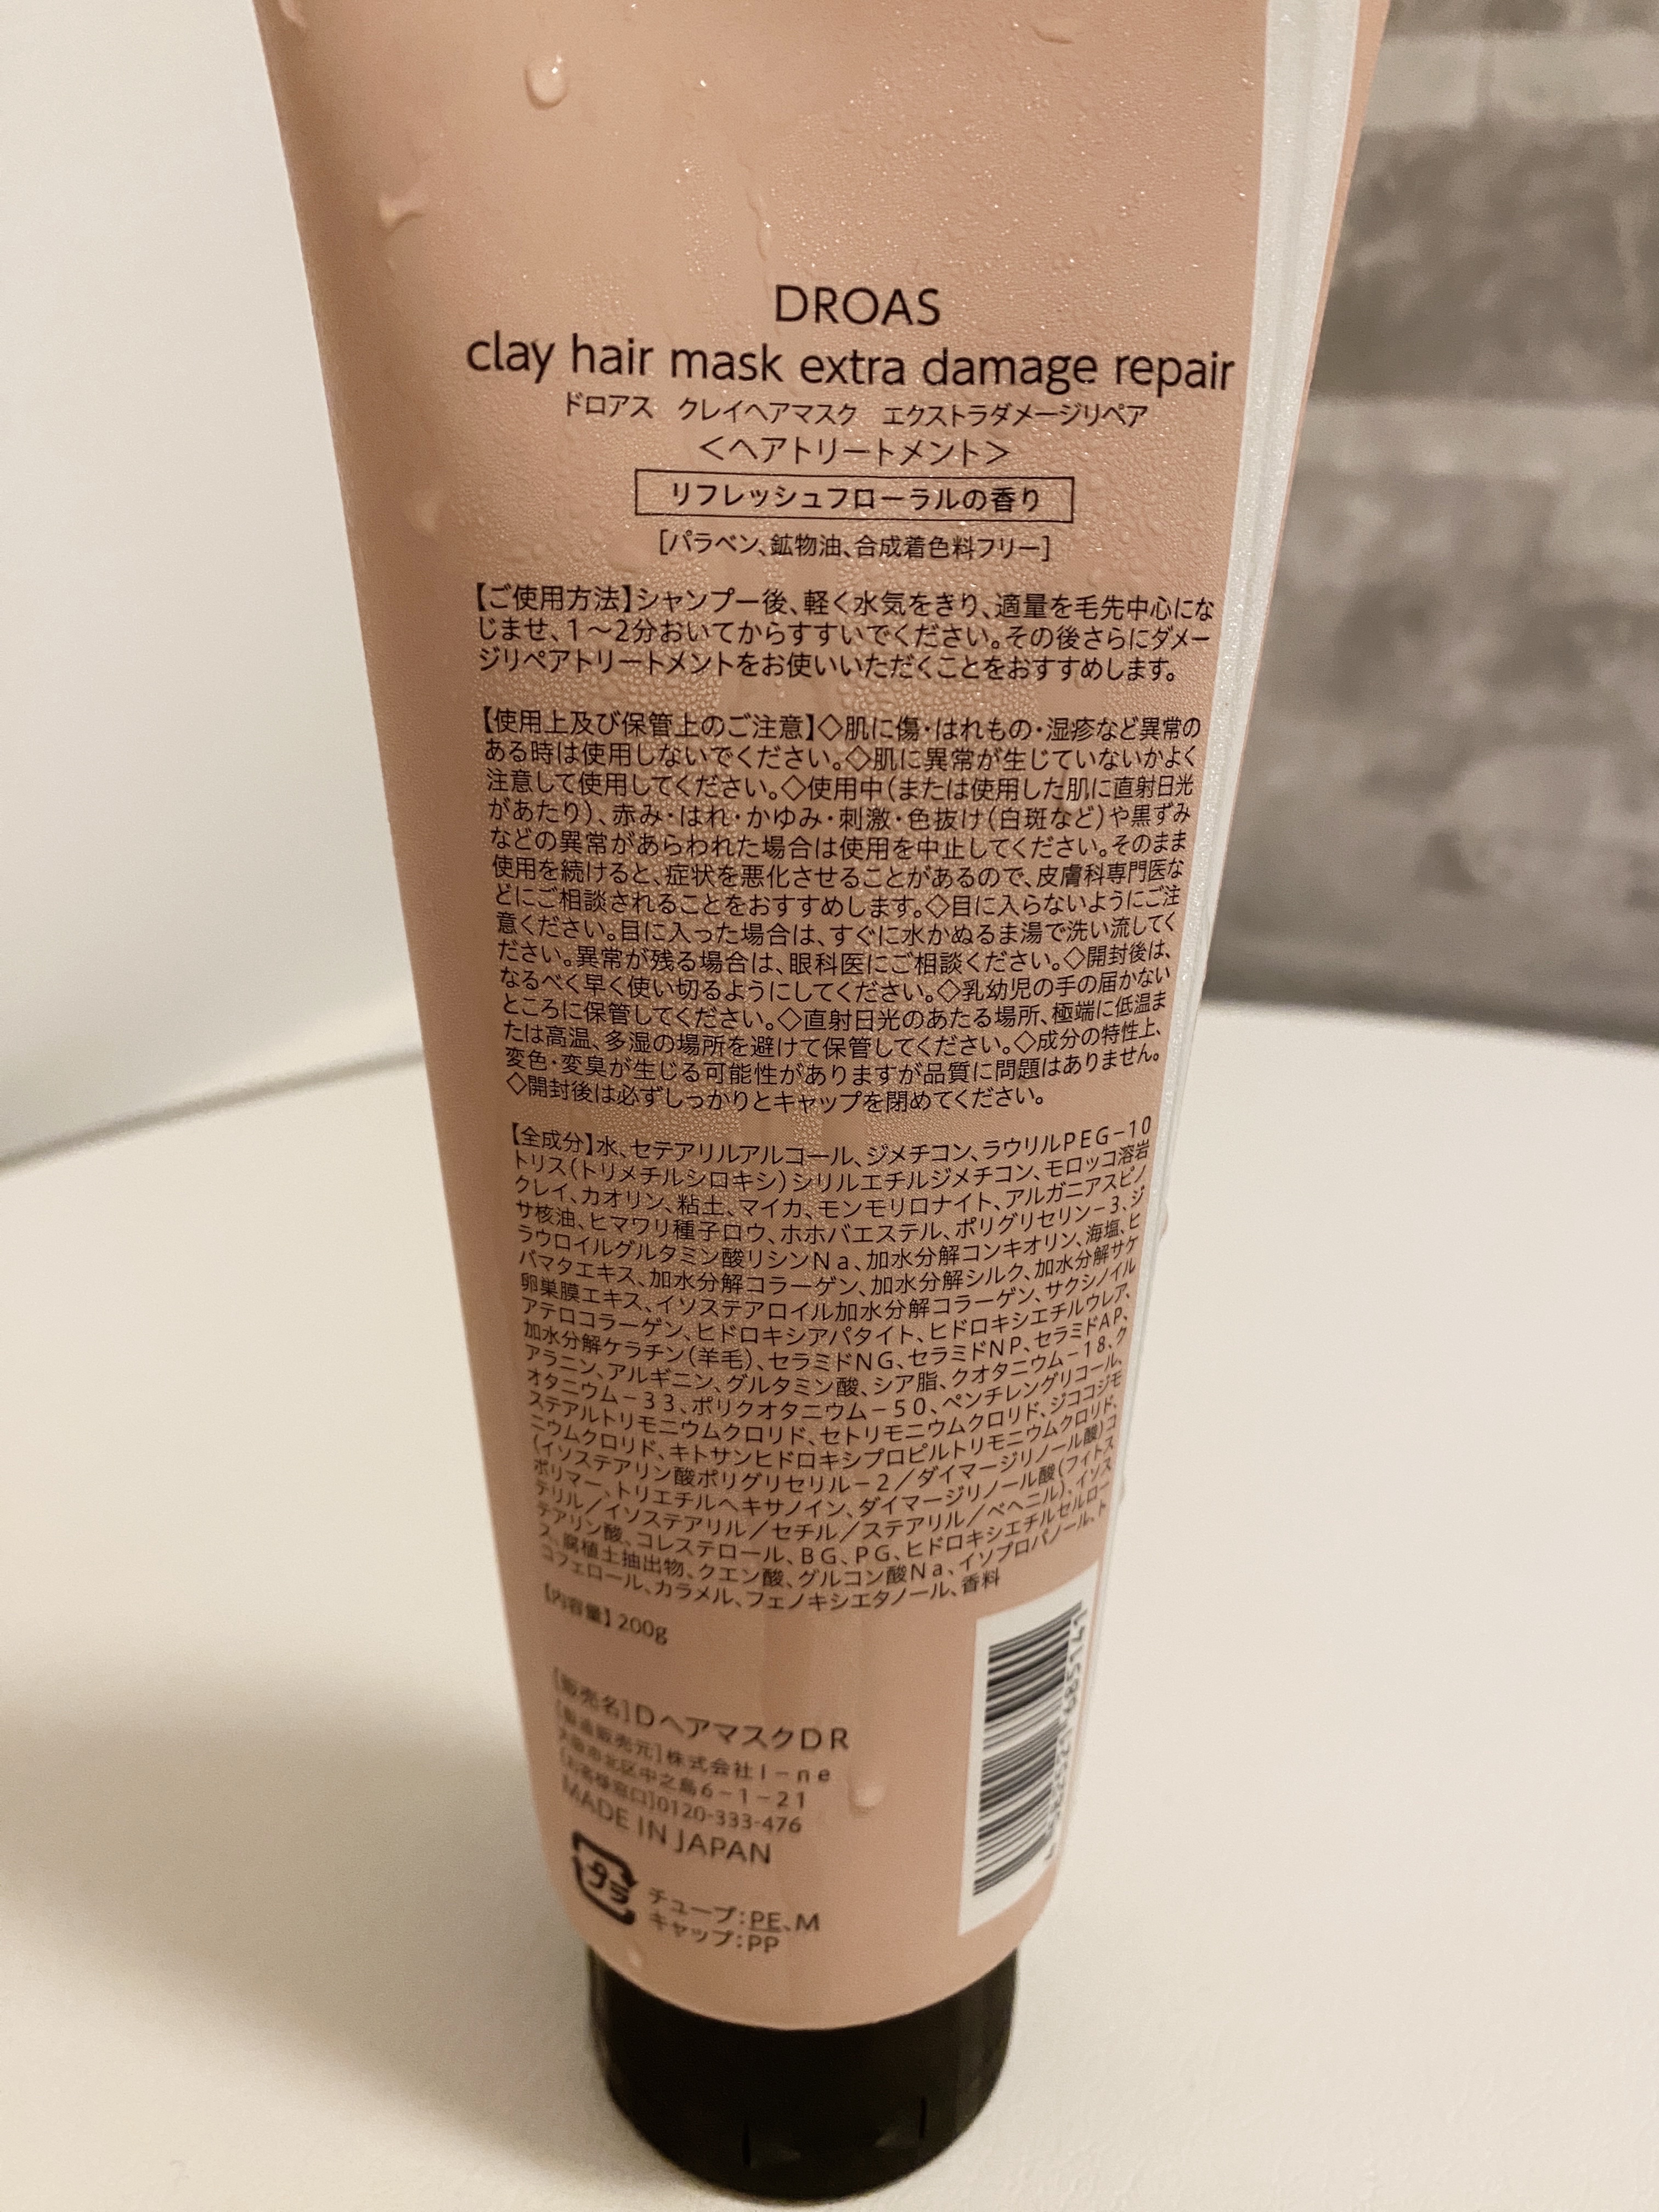 DROAS
clay hair mask extra damage repair
ドロアス クレイヘアマスク エクストラダメージリペア
<ヘアトリートメント>
リフレッシュフローラルの香り
[パラベン、鉱物油、合成着色料フリー]
【ご使用方法】シャンプー後、軽く水気をきり、適量を毛先中心にな
じませ、1～2分おいてからすすいでください。その後さらにダメー
ジリペアトリートメントをお使いいただくことをおすすめします。
【使用上及び保管上のご注意】◇肌に傷・はれもの・湿疹など異常の
ある時は使用しないでください。◇肌に異常が生じていないかよく
注意して使用してください。◇使用中(または使用した肌に直射日光
があたり)、赤み・はれ・かゆみ・刺激・色抜け(白斑など)や黒ずみ
などの異常があらわれた場合は使用を中止してください。そのまま
使用を続けると、症状を悪化させることがあるので、皮膚科専門医な
どにご相談されることをおすすめします。◇目に入らないようにご注
意ください。目に入った場合は、すぐに水かぬるま湯で洗い流してく
ださい。異常が残る場合は、眼科医にご相談ください。◇開封後は、
なるべく早く使い切るようにしてください。◇乳幼児の手の届かない
ところに保管してください。◇直射日光のあたる場所、極端に低温ま
たは高温、多湿の場所を避けて保管してください。◇成分の特性上、
変色・変臭が生じる可能性がありますが品質に問題はありません。
◇開封後は必ずしっかりとキャップを閉めてください。
【全成分】水、セテアリルアルコール、ジメチコン、ラウリルPEG-10
トリス(トリメチルシロキシ)シリルエチルジメチコン、モロッコ溶岩
クレイ、カオリン、粘土、マイカ、モンモリロナイト、アルガニアスピノ
サ核油、ヒマワリ種子ロウ、ホホバエステル、ポリグリセリン-3、ジ
ラウロイルグルタミン酸リシンNa、加水分解コンキオリン、海塩、ヒ
バマタエキス、加水分解コラーゲン、加水分解シルク、加水分解サケ
卵巣膜エキス、イソステアロイル加水分解コラーゲン、サクシノイル
アテロコラーゲン、ヒドロキシアパタイト、ヒドロキシエチルウレア、
加水分解ケラチン(羊毛)、セラミドNG、セラミドNP、セラミドAP、
アラニン、アルギニン、グルタミン酸、シア脂、クオタニウム-18、ク
オタニウム-33、ポリクオタニウム-50、ペンチレングリコール、
ステアルトリモニウムクロリド、セトリモニウムクロリド、ジココジモ
ニウムクロリド、キトサンヒドロキシプロピルトリモニウムクロリド、
(イソステアリン酸ポリグリセリル-2/ダイマージリノール酸)コ
ポリマー、トリエチルヘキサノイン、ダイマージリノール酸(フィトス
テリル/イソステアリル/セチル/ステアリル/ベヘニル)、イソス
テアリン酸、コレステロール、BG、PG、ヒドロキシエチルセルロー
ス、腐植土抽出物、クエン酸、グルコン酸Na、イソプロパノール、ト
コフェロール、カラメル、フェノキシエタノール、香料
【内容量】200g
[販売名]DヘアマスクDR
[製造販売元]株式会社I-ne
大阪市北区中之島6-1-21
[お客様窓口]0120-333-476
MADE IN JAPAN
プラ
チューブ:PE、M
キャップ:PP